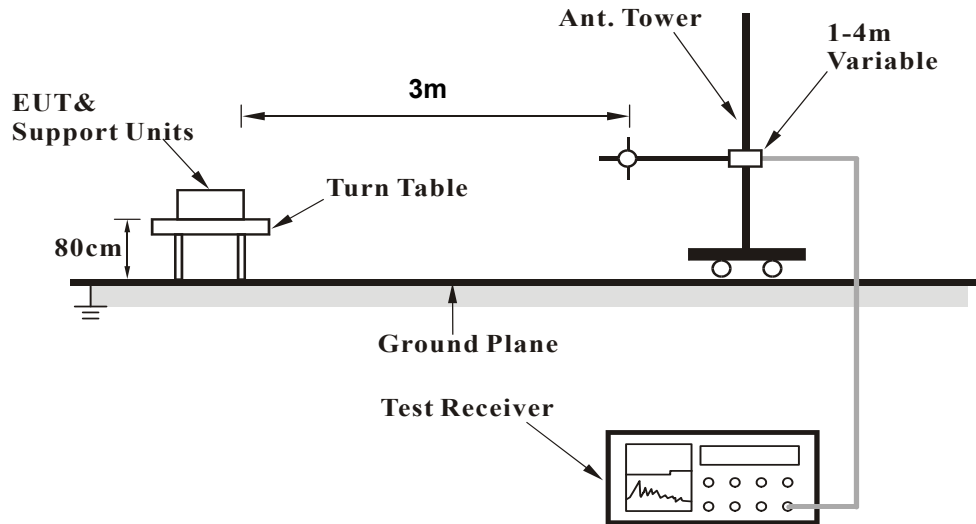 Ant. Tower
1-4m
Variable
3m
EUT&
Support Units
Turn Table
80cm
Ground Plane
Test Receiver